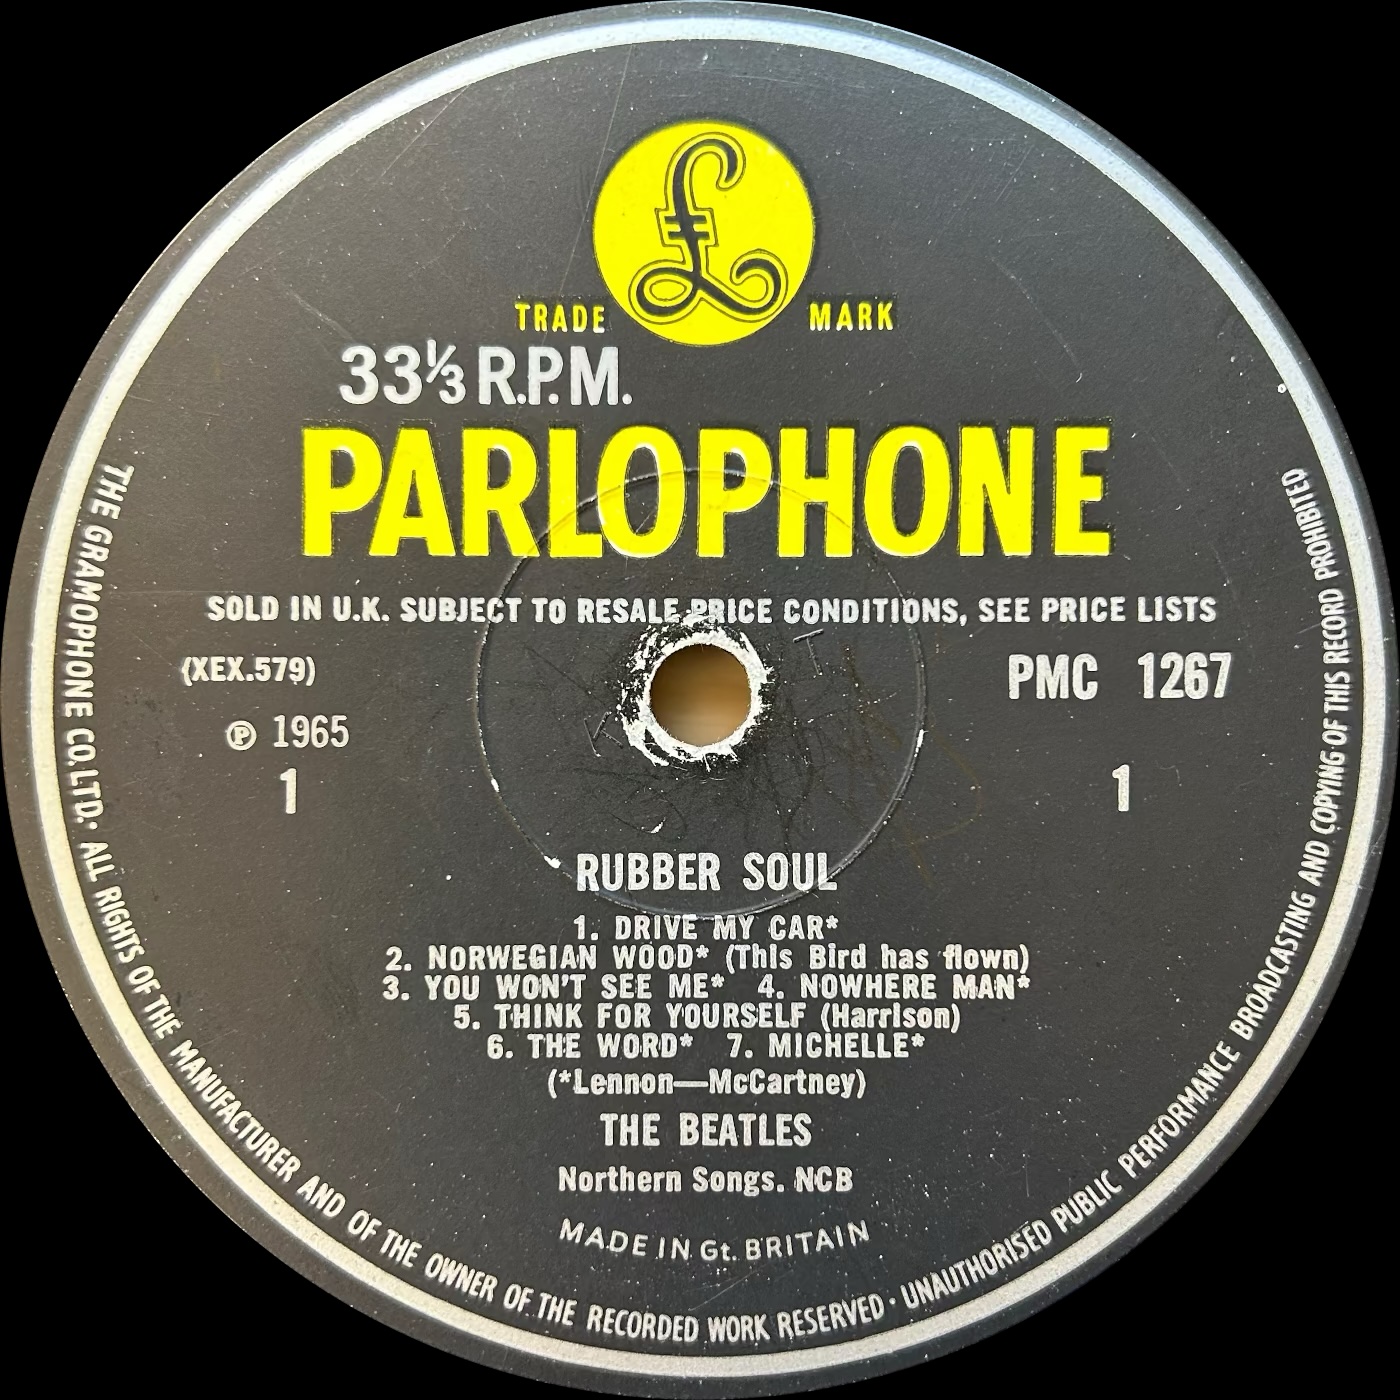 £
TRADE MARK
33⅓ R.P.M.
PARLOPHONE
SOLD IN U.K. SUBJECT TO RESALE PRICE CONDITIONS, SEE PRICE LISTS
(XEX.579)
PMC 1267
℗ 1965
1
1
K T
RUBBER SOUL
1. DRIVE MY CAR*
2. NORWEGIAN WOOD* (This Bird has flown)
3. YOU WON'T SEE ME* 4. NOWHERE MAN*
5. THINK FOR YOURSELF (Harrison)
6. THE WORD* 7. MICHELLE*
(*Lennon—McCartney)
THE BEATLES
Northern Songs. NCB
MADE IN Gt. BRITAIN
THE GRAMOPHONE CO. LTD. · ALL RIGHTS OF THE MANUFACTURER AND OF THE OWNER OF THE RECORDED WORK RESERVED · UNAUTHORISED PUBLIC PERFORMANCE BROADCASTING AND COPYING OF THIS RECORD PROHIBITED